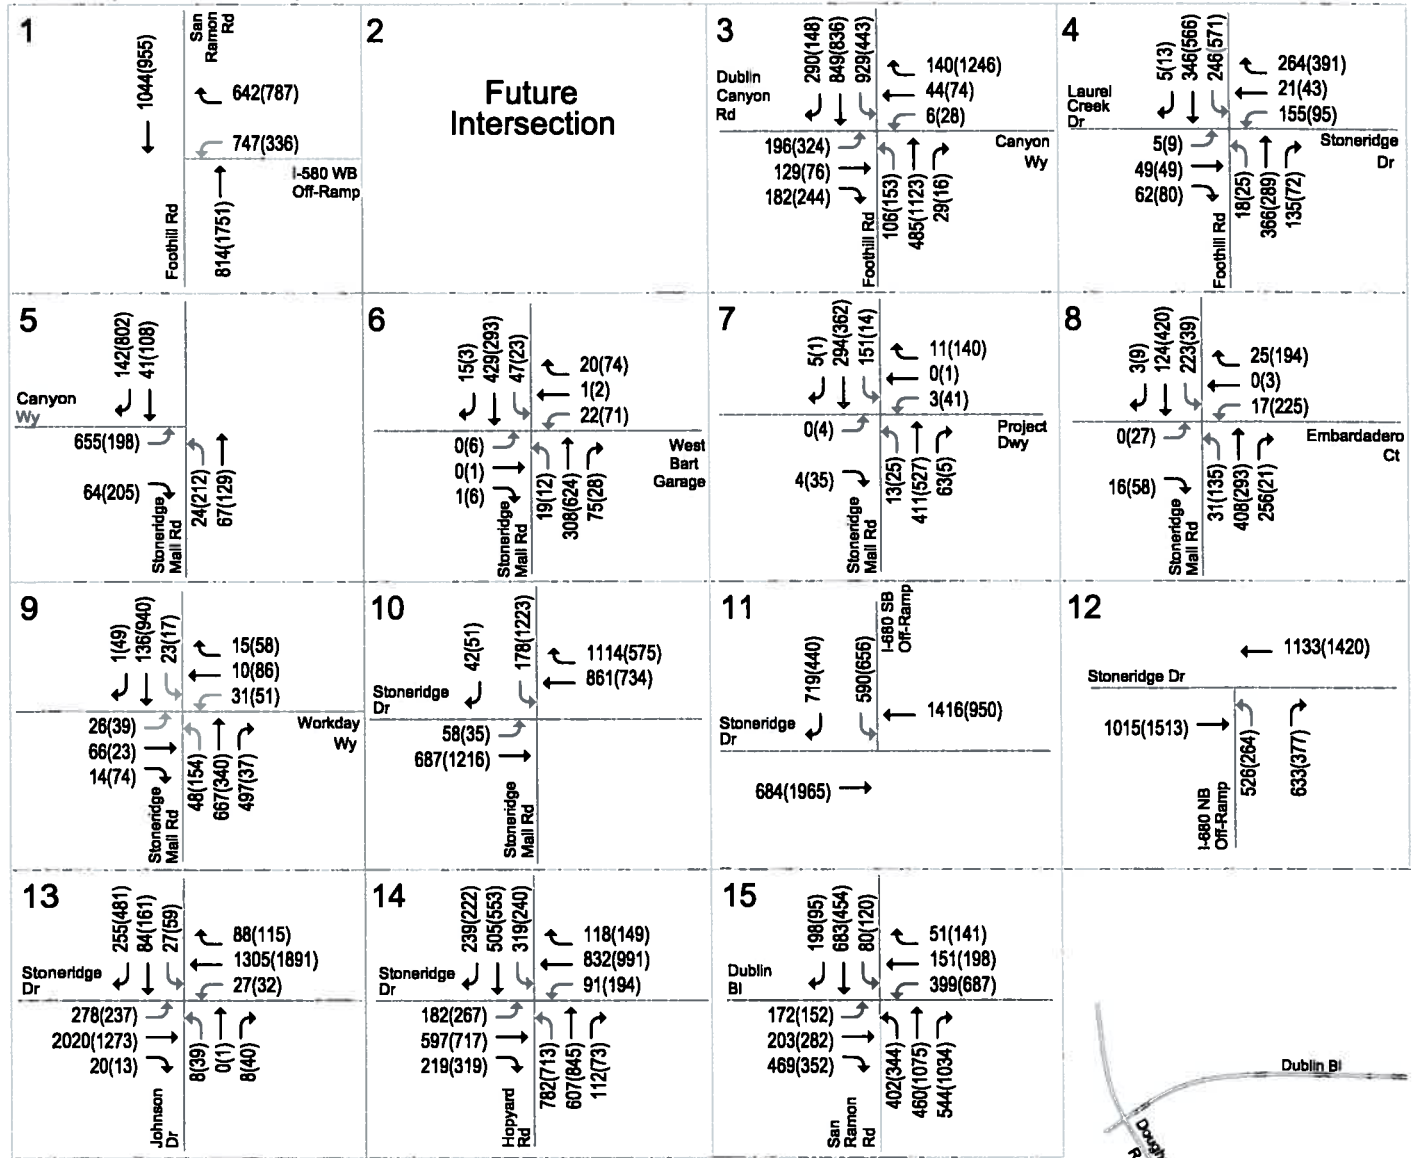 1
San
Ramon
Rd
1044(955)
642(787)
747(336)
I-580 WB
Off-Ramp
Foothill Rd
814(1751)
2
Future
Intersection
3
Dublin
Canyon
Rd
290(148)
849(836)
929(443)
140(1246)
44(74)
6(28)
196(324)
129(76)
182(244)
Canyon
Wy
Foothill Rd
106(153)
485(1123)
29(16)
4
Laurel
Creek
Dr
5(13)
346(566)
246(571)
264(391)
21(43)
155(95)
5(9)
49(49)
62(80)
Stoneridge
Dr
Foothill Rd
18(25)
366(289)
135(72)
5
142(802)
41(108)
Canyon
Wy
655(198)
64(205)
Stoneridge
Mall Rd
24(212)
67(129)
6
15(3)
429(293)
47(23)
20(74)
1(2)
22(71)
0(6)
0(1)
1(6)
West
Bart
Garage
Stoneridge
Mall Rd
19(12)
308(624)
75(28)
7
5(1)
294(362)
151(14)
11(140)
0(1)
3(41)
0(4)
4(35)
Project
Dwy
Stoneridge
Mall Rd
13(25)
411(527)
63(5)
8
3(9)
124(420)
223(39)
25(194)
0(3)
17(225)
0(27)
16(58)
Embardadero
Ct
Stoneridge
Mall Rd
31(135)
408(293)
256(21)
9
1(49)
136(940)
23(17)
15(58)
10(86)
31(51)
26(39)
66(23)
14(74)
Workday
Wy
Stoneridge
Mall Rd
48(154)
667(340)
497(37)
10
42(51)
178(1223)
1114(575)
861(734)
Stoneridge
Dr
58(35)
687(1216)
Stoneridge
Mall Rd
11
I-680 SB
Off-Ramp
719(440)
590(656)
1416(950)
Stoneridge
Dr
684(1965)
12
1133(1420)
Stoneridge Dr
1015(1513)
I-680 NB
Off-Ramp
526(264)
633(377)
13
255(481)
84(161)
27(59)
88(115)
1305(1891)
27(32)
Stoneridge
Dr
278(237)
2020(1273)
20(13)
Johnson
Dr
8(39)
0(1)
8(40)
14
239(222)
505(553)
319(240)
118(149)
832(991)
91(194)
Stoneridge
Dr
182(267)
597(717)
219(319)
Hopyard
Rd
782(713)
607(845)
112(73)
15
198(95)
683(454)
80(120)
51(141)
151(198)
399(687)
Dublin
Bl
172(152)
203(282)
469(352)
San
Ramon
Rd
402(344)
460(1075)
544(1034)
Dublin Bl